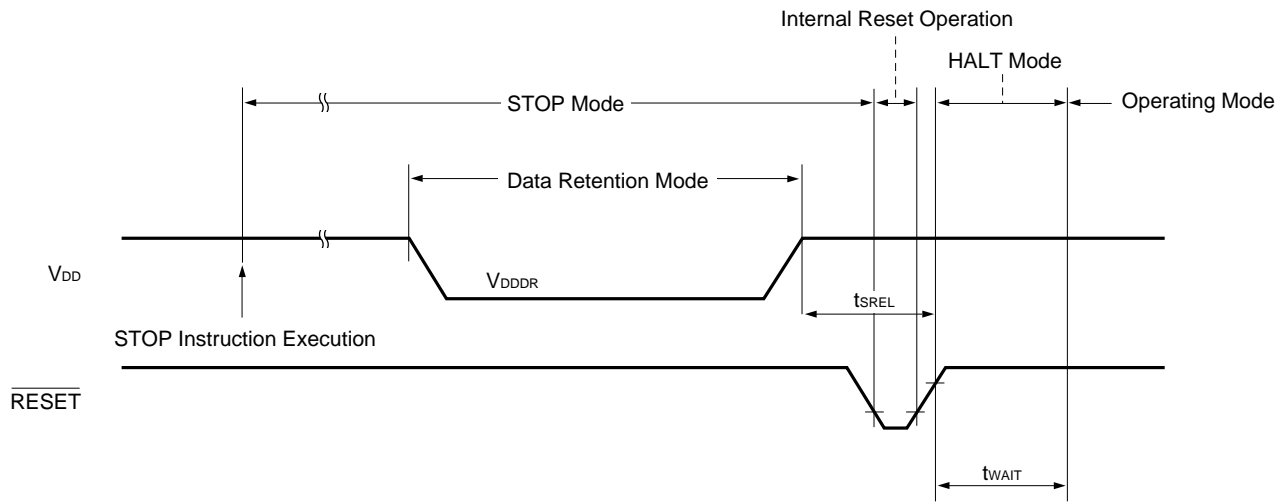 Internal Reset Operation
HALT Mode
STOP Mode
Operating Mode
Data Retention Mode
VDD
VDDDR
tSREL
STOP Instruction Execution
RESET
tWAIT